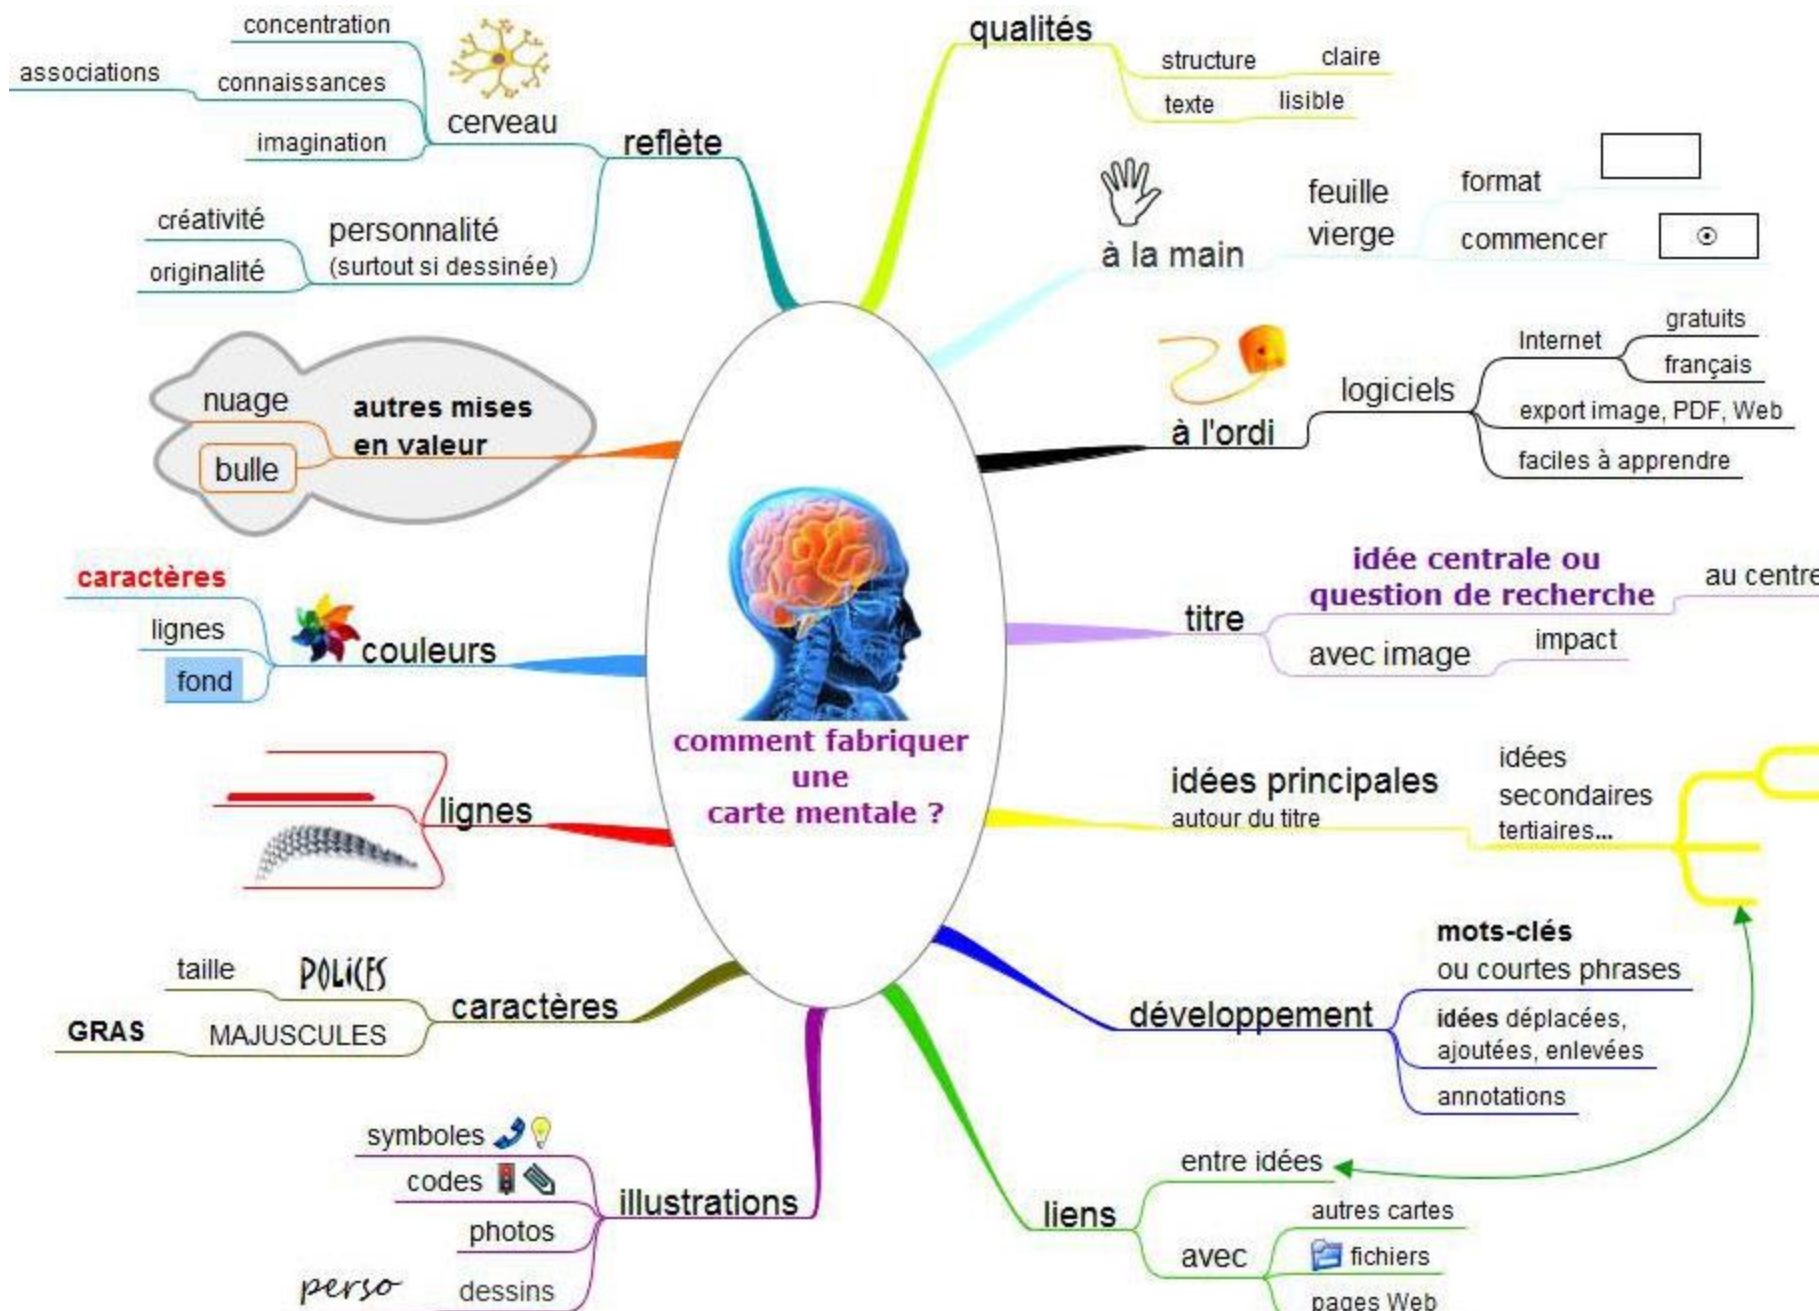 comment fabriquer
une
carte mentale ?
qualités
structure
claire
texte
lisible
à la main
feuille
vierge
format
commencer
à l'ordi
logiciels
Internet
gratuits
français
export image, PDF, Web
faciles à apprendre
titre
idée centrale ou
question de recherche
au centre
avec image
impact
idées principales
autour du titre
idées
secondaires
tertiaires...
développement
mots-clés
ou courtes phrases
idées déplacées,
ajoutées, enlevées
annotations
liens
entre idées
avec
autres cartes
fichiers
pages Web
illustrations
symboles
codes
photos
dessins
perso
caractères
POLiCES
taille
MAJUSCULES
GRAS
lignes
couleurs
caractères
lignes
fond
autres mises
en valeur
nuage
bulle
reflète
cerveau
concentration
connaissances
associations
imagination
personnalité
(surtout si dessinée)
créativité
originalité